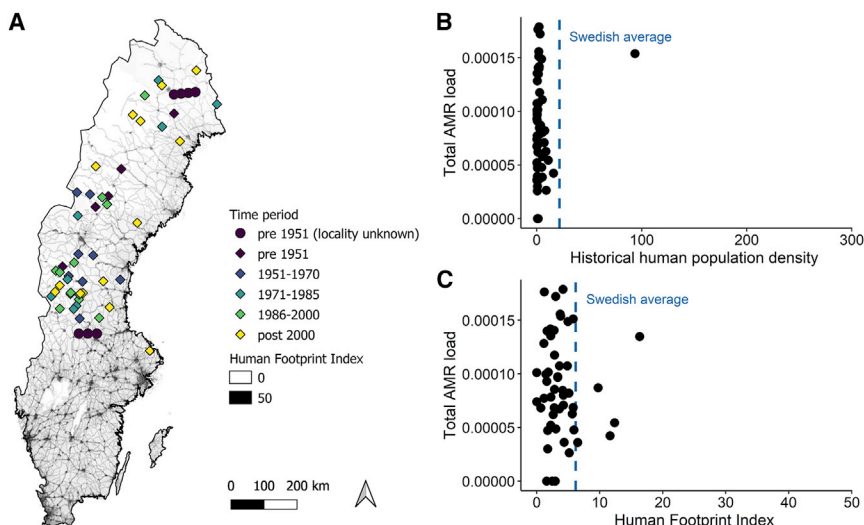 A
Time period
pre 1951 (locality unknown)
pre 1951
1951-1970
1971-1985
1986-2000
post 2000
Human Footprint Index
0
50
0 100 200 km
B
Swedish average
Total AMR load
0.00015
0.00010
0.00005
0.00000
0 100 200 300
Historical human population density
C
Swedish average
Total AMR load
0.00015
0.00010
0.00005
0.00000
0 10 20 30 40 50
Human Footprint Index